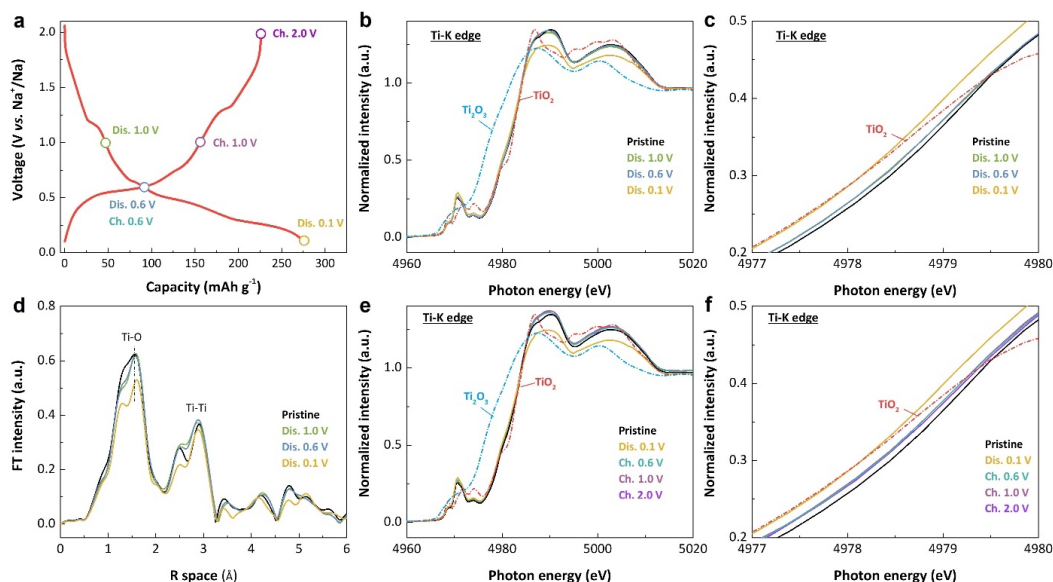 a
2.0
1.5
1.0
0.5
0.0
Voltage (V vs. Na⁺/Na)
Ch. 2.0 V
Dis. 1.0 V
Ch. 1.0 V
Dis. 0.6 V
Ch. 0.6 V
Dis. 0.1 V
0 50 100 150 200 250 300
Capacity (mAh g⁻¹)
b
Ti-K edge
1.0
0.5
0.0
Normalized intensity (a.u.)
Ti₂O₃
TiO₂
Pristine
Dis. 1.0 V
Dis. 0.6 V
Dis. 0.1 V
4960 4980 5000 5020
Photon energy (eV)
c
Ti-K edge
0.5
0.4
0.3
0.2
Normalized intensity (a.u.)
TiO₂
Pristine
Dis. 1.0 V
Dis. 0.6 V
Dis. 0.1 V
4977 4978 4979 4980
Photon energy (eV)
d
0.8
0.6
0.4
0.2
0.0
FT intensity (a.u.)
Ti-O
Ti-Ti
Pristine
Dis. 1.0 V
Dis. 0.6 V
Dis. 0.1 V
0 1 2 3 4 5 6
R space (Å)
e
Ti-K edge
1.0
0.5
0.0
Normalized intensity (a.u.)
Ti₂O₃
TiO₂
Pristine
Dis. 0.1 V
Ch. 0.6 V
Ch. 1.0 V
Ch. 2.0 V
4960 4980 5000 5020
Photon energy (eV)
f
Ti-K edge
0.5
0.4
0.3
0.2
Normalized intensity (a.u.)
TiO₂
Pristine
Dis. 0.1 V
Ch. 0.6 V
Ch. 1.0 V
Ch. 2.0 V
4977 4978 4979 4980
Photon energy (eV)